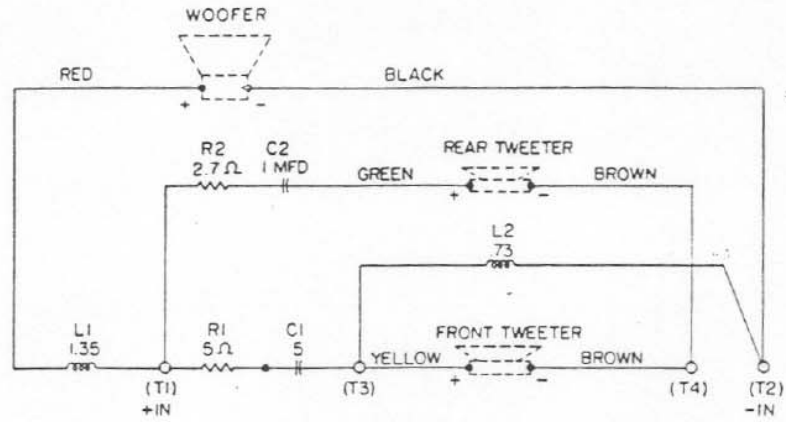 WOOFER
RED
BLACK
+ -
R2
2.7 Ω
C2
1 MFD
GREEN
REAR TWEETER
+ -
BROWN
L2
.73
L1
1.35
R1
5 Ω
C1
5
FRONT TWEETER
YELLOW
+ -
BROWN
(T1)
+IN
(T3)
(T4)
(T2)
-IN